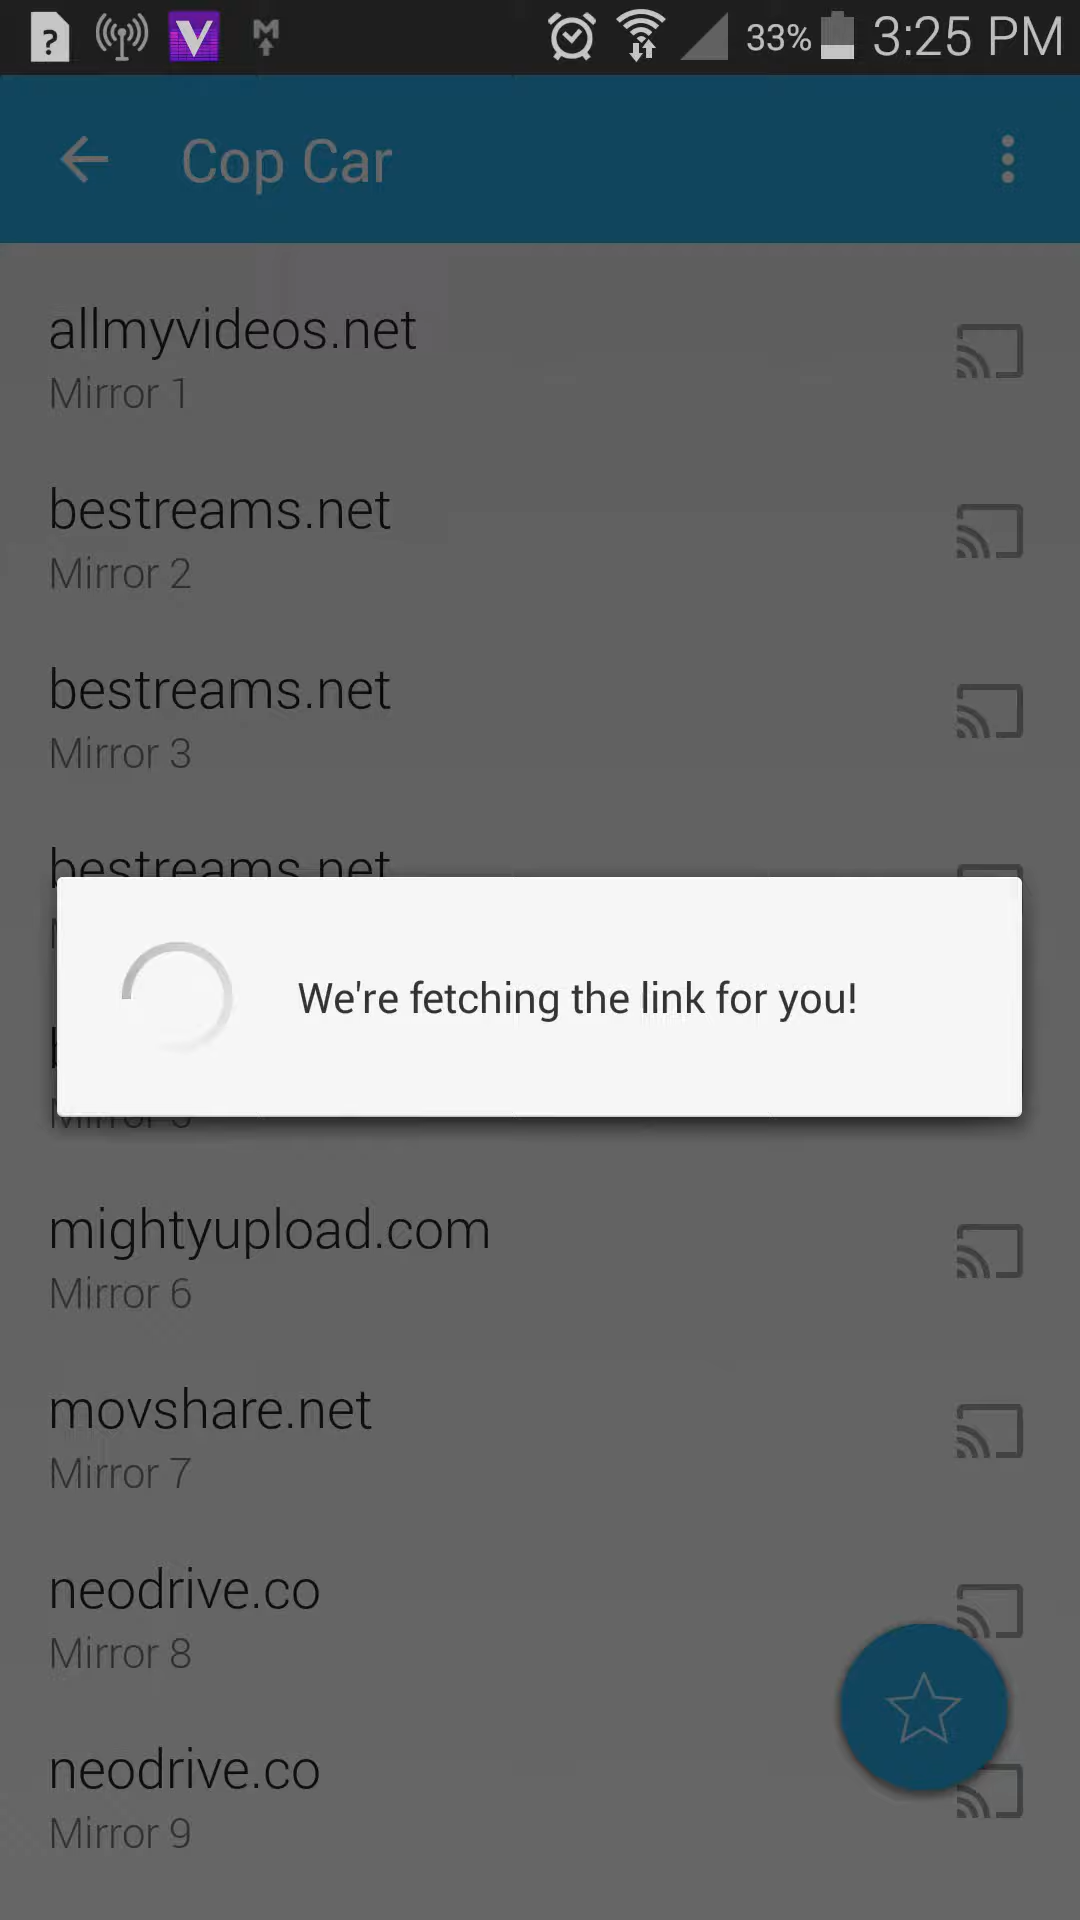 33% 3:25 PM
Cop Car
allmyvideos.net
Mirror 1
bestreams.net
Mirror 2
bestreams.net
Mirror 3
bestreams.net
We're fetching the link for you!
Mirror 5
mightyupload.com
Mirror 6
movshare.net
Mirror 7
neodrive.co
Mirror 8
neodrive.co
Mirror 9